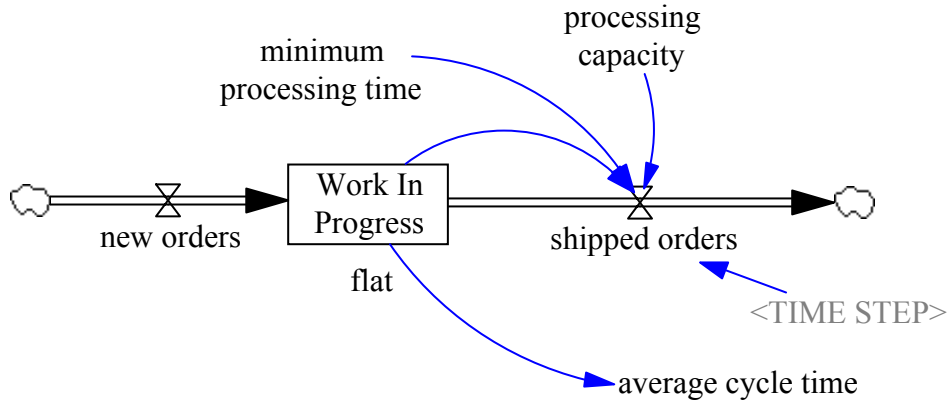 processing
capacity
minimum
processing time
Work In
Progress
new orders
shipped orders
flat
<TIME STEP>
average cycle time